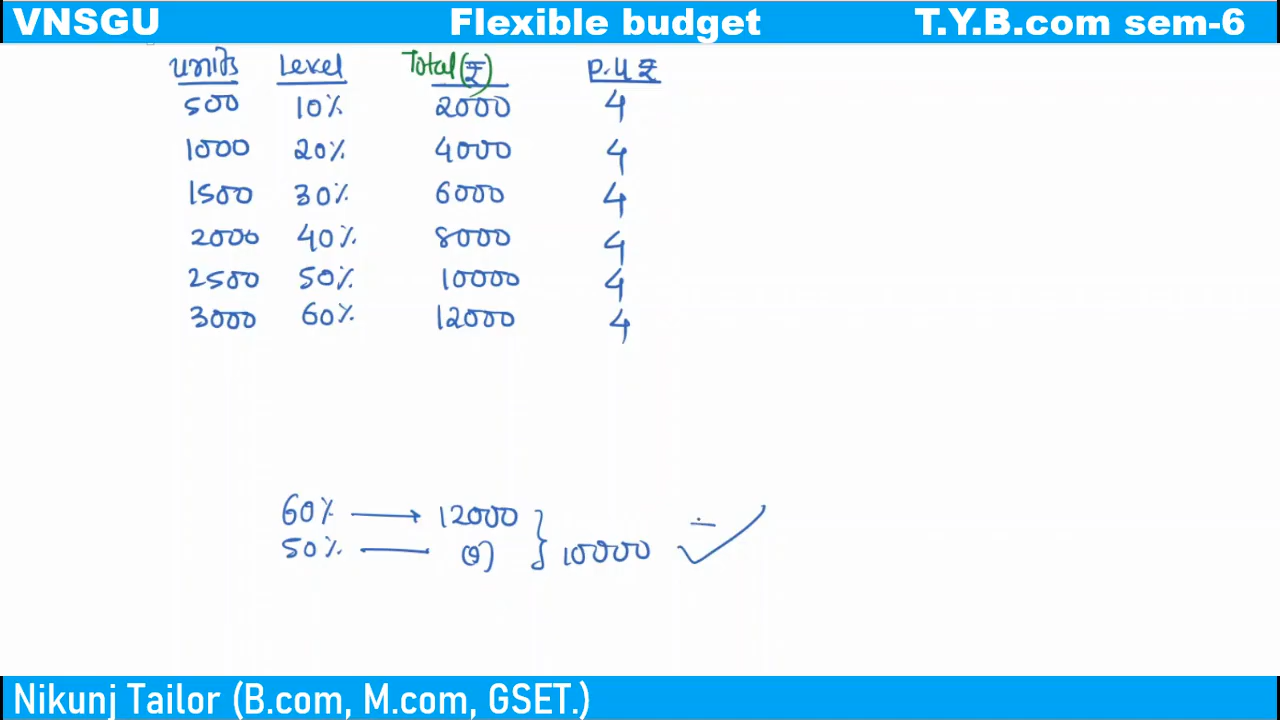 VNSGU Flexible budget T.Y.B.com sem-6
units Level Total (₹) P.U ₹
500 10% 2000 4
1000 20% 4000 4
1500 30% 6000 4
2000 40% 8000 4
2500 50% 10000 4
3000 60% 12000 4
60% → 12000
50% — (?) } 10000 ✓
Nikunj Tailor (B.com, M.com, GSET.)